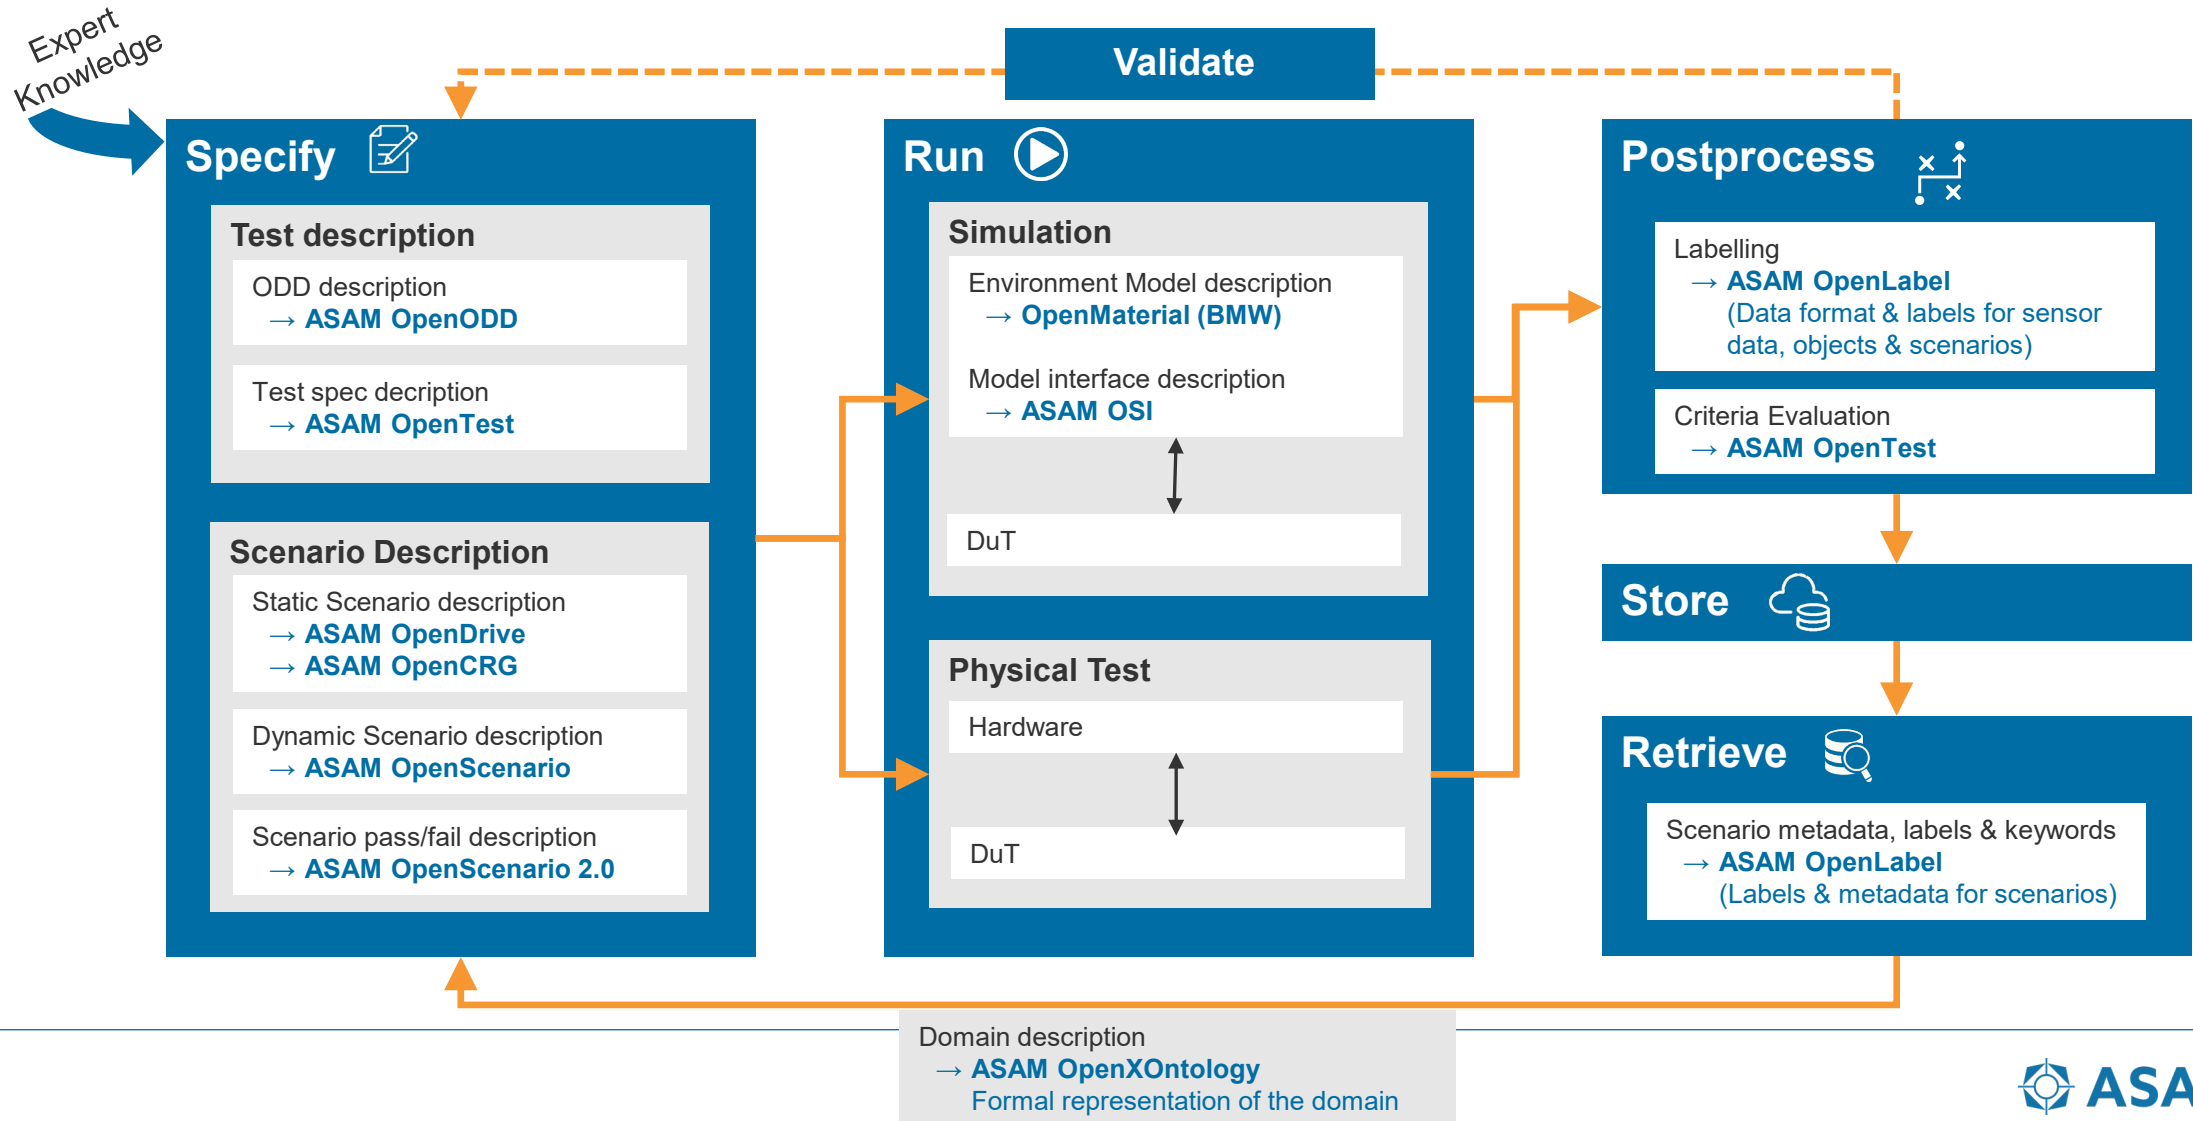 Expert
Knowledge
Validate
Specify
Test description
ODD description
→ ASAM OpenODD
Test spec decription
→ ASAM OpenTest
Scenario Description
Static Scenario description
→ ASAM OpenDrive
→ ASAM OpenCRG
Dynamic Scenario description
→ ASAM OpenScenario
Scenario pass/fail description
→ ASAM OpenScenario 2.0
Run
Simulation
Environment Model description
→ OpenMaterial (BMW)
Model interface description
→ ASAM OSI
DuT
Physical Test
Hardware
DuT
Postprocess
Labelling
→ ASAM OpenLabel
(Data format & labels for sensor
data, objects & scenarios)
Criteria Evaluation
→ ASAM OpenTest
Store
Retrieve
Scenario metadata, labels & keywords
→ ASAM OpenLabel
(Labels & metadata for scenarios)
Domain description
→ ASAM OpenXOntology
Formal representation of the domain
ASA